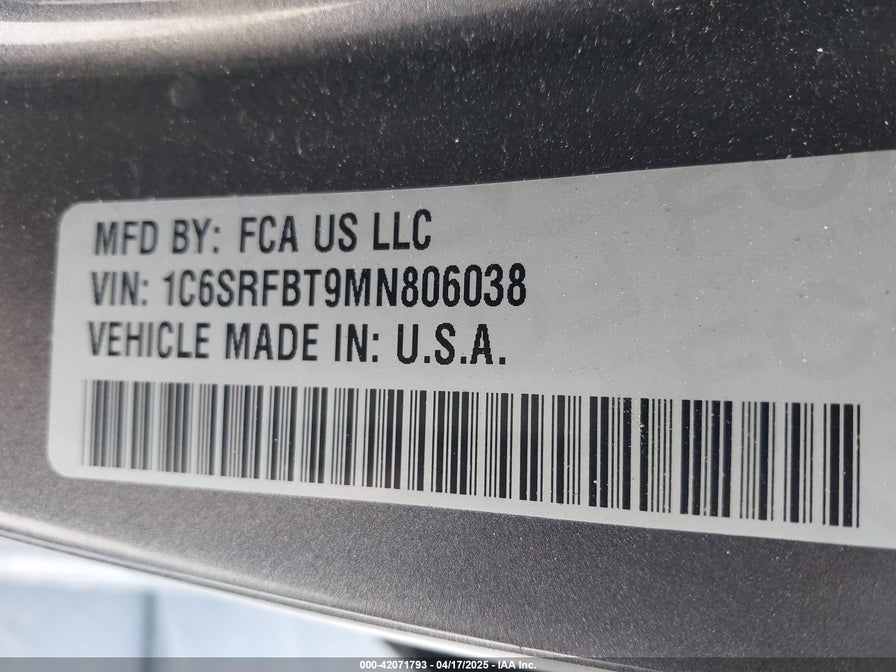 MFD BY: FCA US LLC
VIN: 1C6SRFBT9MN806038
VEHICLE MADE IN: U.S.A.
000-42071793 - 04/17/2025 - IAA Inc.